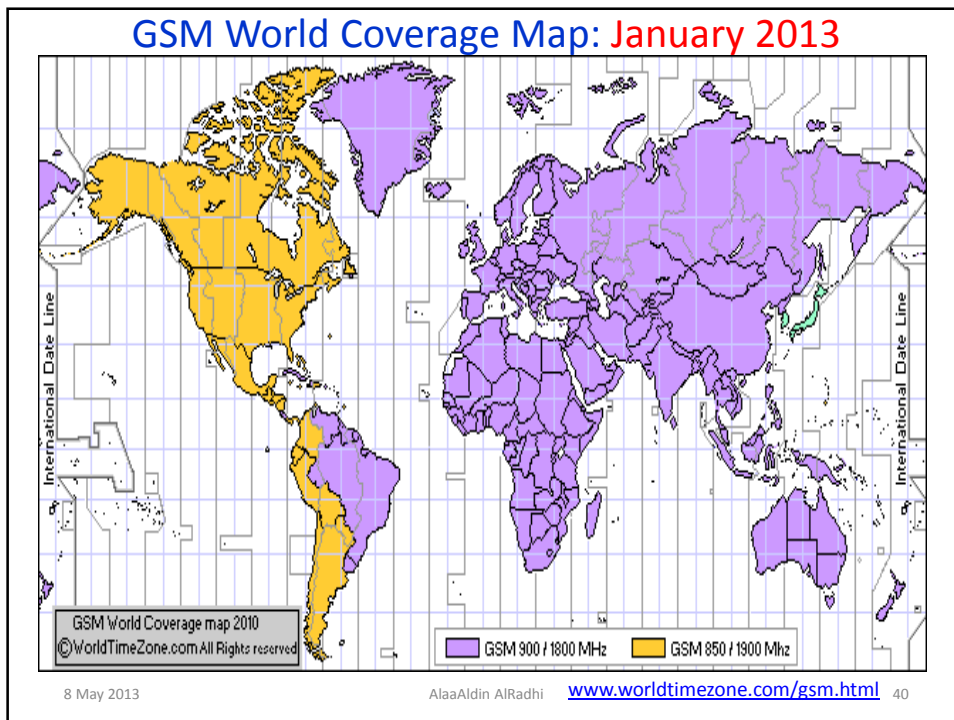 GSM World Coverage Map: January 2013
International Date Line
International Date Line
GSM World Coverage map 2010
©WorldTimeZone.com All Rights reserved
GSM 900 / 1800 MHz
GSM 850 / 1900 Mhz
8 May 2013
AlaaAldin AlRadhi
www.worldtimezone.com/gsm.html
40